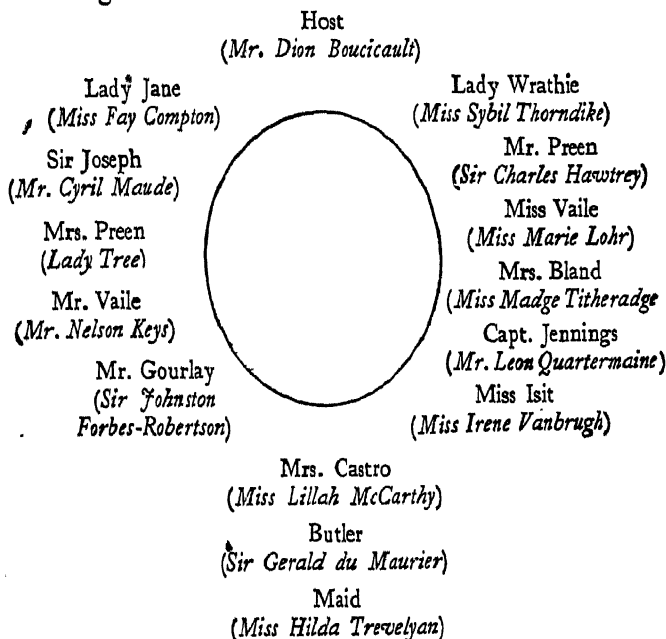 Host
(Mr. Dion Boucicault)
Lady Jane
(Miss Fay Compton)
Lady Wrathie
(Miss Sybil Thorndike)
Sir Joseph
(Mr. Cyril Maude)
Mr. Preen
(Sir Charles Hawtrey)
Mrs. Preen
(Lady Tree)
Miss Vaile
(Miss Marie Lohr)
Mr. Vaile
(Mr. Nelson Keys)
Mrs. Bland
(Miss Madge Titheradge
Mr. Gourlay
(Sir Johnston
Forbes-Robertson)
Capt. Jennings
(Mr. Leon Quartermaine)
Miss Isit
(Miss Irene Vanbrugh)
Mrs. Castro
(Miss Lillah McCarthy)
Butler
(Sir Gerald du Maurier)
Maid
(Miss Hilda Trevelyan)